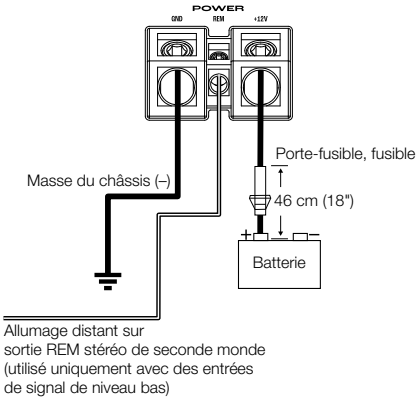 POWER
GND REM +12V
Porte-fusible, fusible
Masse du châssis (–)
46 cm (18")
+ –
Batterie
Allumage distant sur
sortie REM stéréo de seconde monde
(utilisé uniquement avec des entrées
de signal de niveau bas)